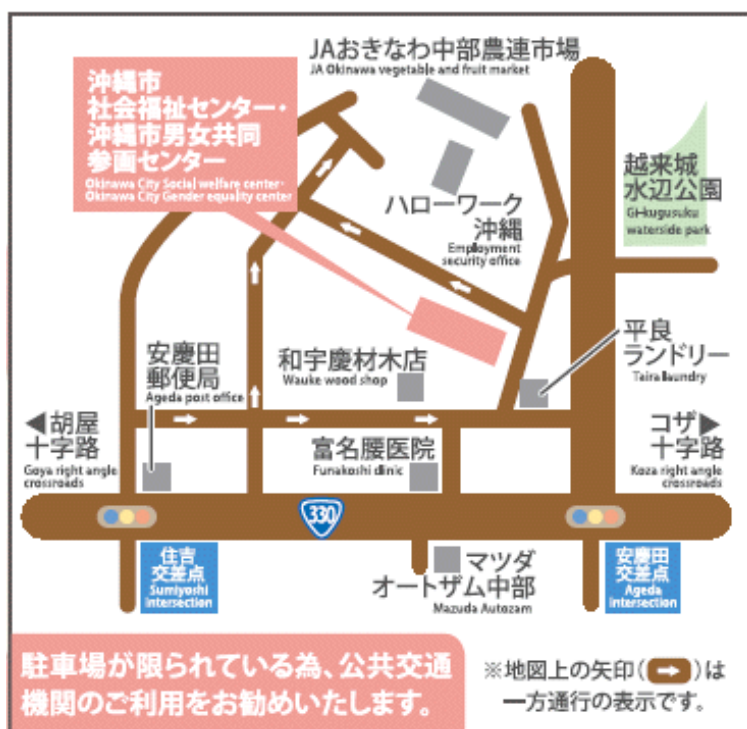 JAおきなわ中部農連市場
JA Okinawa vegetable and fruit market
沖縄市
社会福祉センター・
沖縄市男女共同
参画センター
Okinawa City Social welfare center・
Okinawa City Gender equality center
越来城
水辺公園
Gi-kugusuku
waterside park
ハローワーク
沖縄
Employment
security office
平良
ランドリー
Taira laundry
安慶田
郵便局
Ageda post office
和宇慶材木店
Wauke wood shop
◀胡屋
十字路
Goya right angle
crossroads
富名腰医院
Funakoshi clinic
コザ▶
十字路
Koza right angle
crossroads
330
住吉
交差点
Sumiyoshi
intersection
マツダ
オートザム中部
Mazuda Autozam
安慶田
交差点
Ageda
intersection
駐車場が限られている為、公共交通
機関のご利用をお勧めいたします。
※地図上の矢印(➡)は
一方通行の表示です。